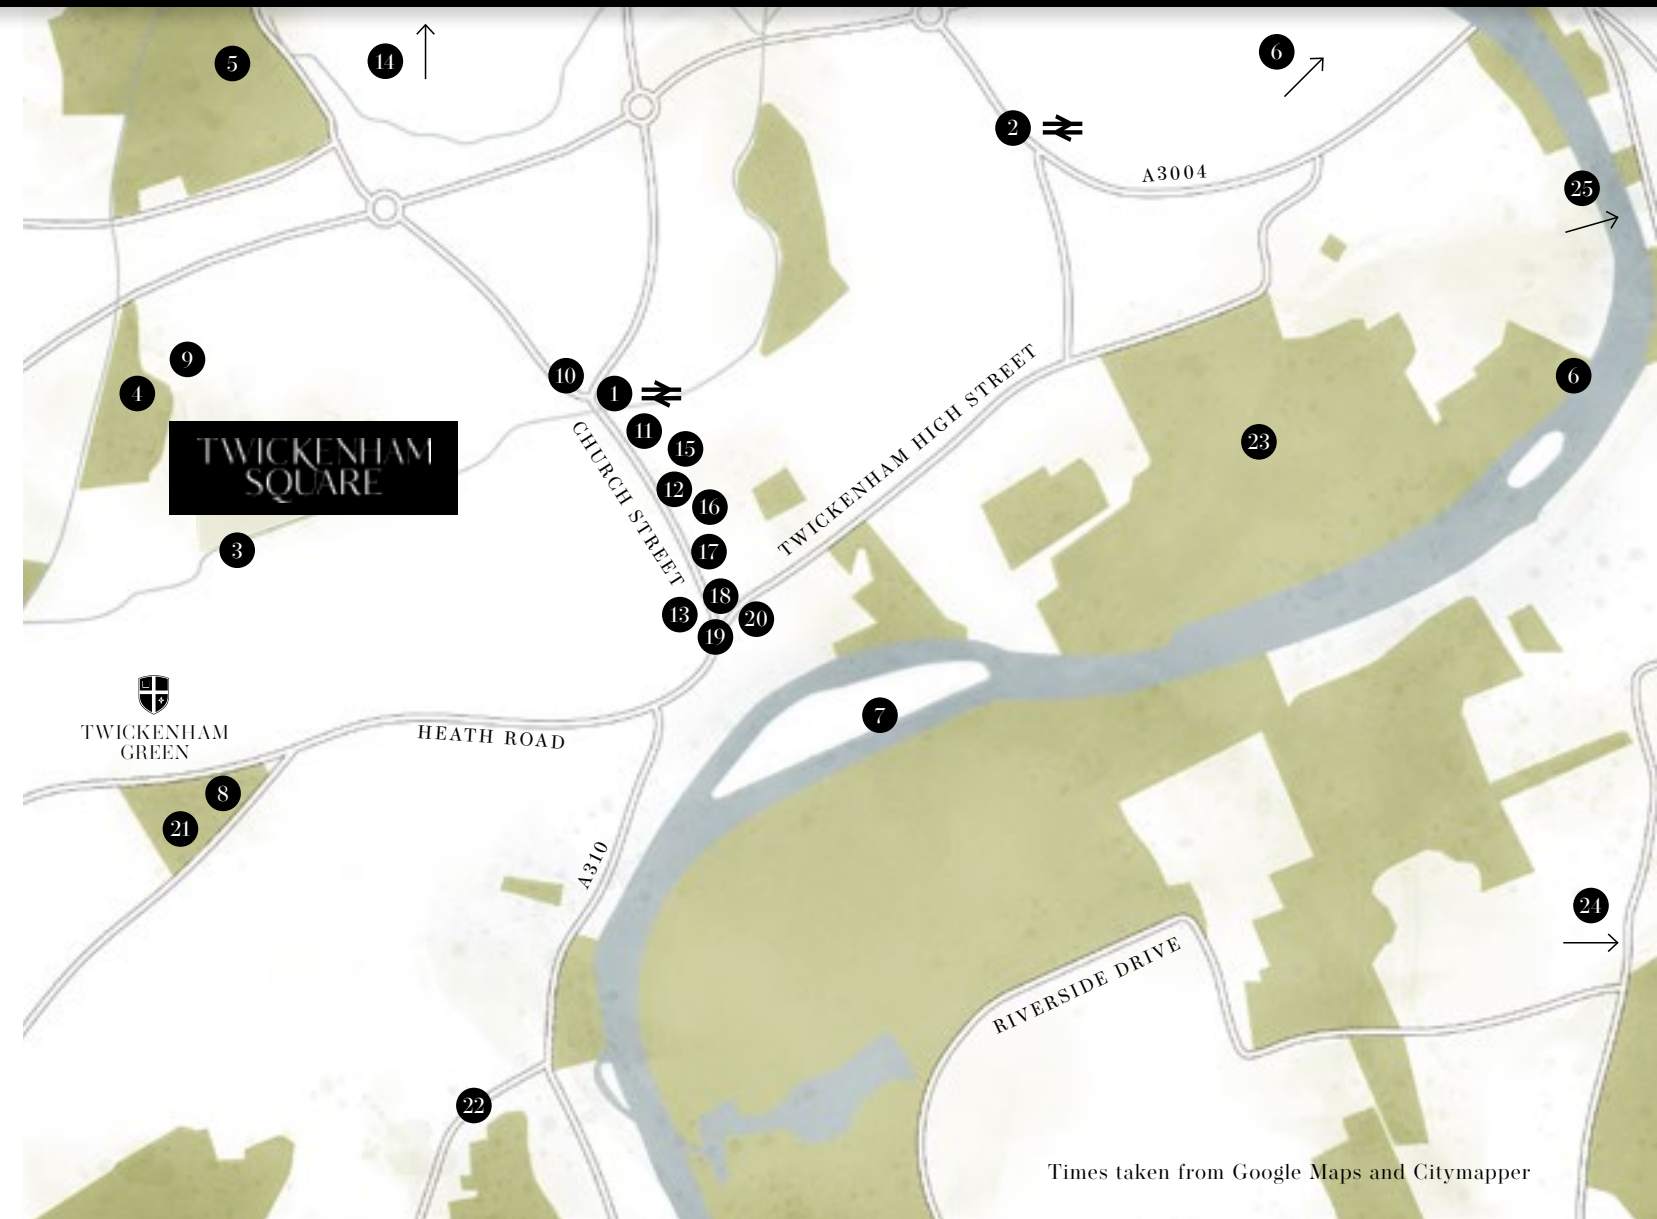 5
14
6
2
A3004
25
9
4
10
1
6
11
15
23
TWICKENHAM
SQUARE
CHURCH STREET
TWICKENHAM HIGH STREET
12
16
3
17
18
13
20
19
TWICKENHAM
GREEN
7
HEATH ROAD
8
21
A310
24
RIVERSIDE DRIVE
22
Times taken from Google Maps and Citymapper